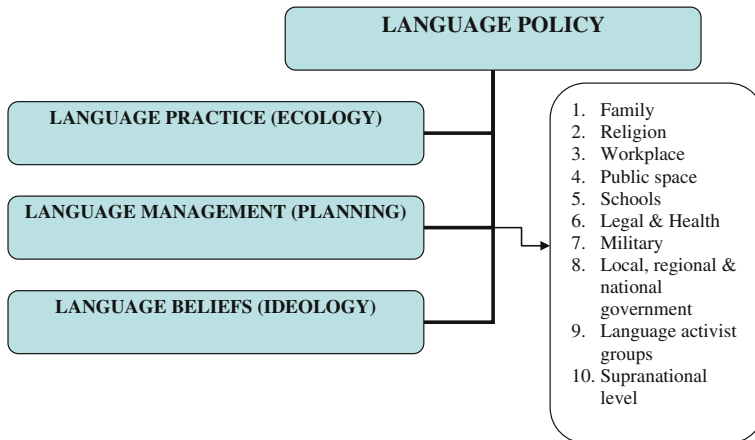 LANGUAGE POLICY
LANGUAGE PRACTICE (ECOLOGY)
LANGUAGE MANAGEMENT (PLANNING)
LANGUAGE BELIEFS (IDEOLOGY)
1. Family
2. Religion
3. Workplace
4. Public space
5. Schools
6. Legal & Health
7. Military
8. Local, regional &
national
government
9. Language activist
groups
10. Supranational
level